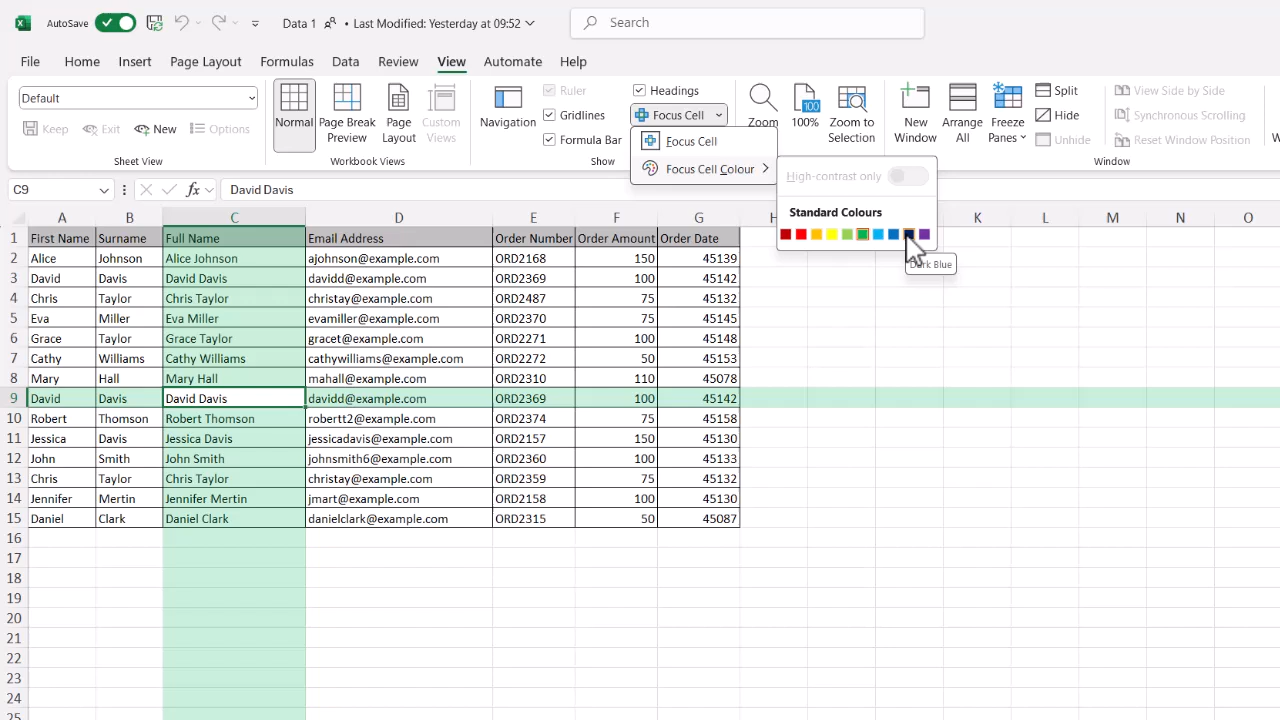 AutoSave Data 1 • Last Modified: Yesterday at 09:52 Search
File Home Insert Page Layout Formulas Data Review View Automate Help
Default
Keep Exit New Options
Sheet View
Normal Page Break Preview Page Layout Custom Views
Workbook Views
Navigation
Ruler Gridlines Formula Bar Headings
Focus Cell
Show
Zoom 100% Zoom to Selection
New Window Arrange All Freeze Panes
Split Hide Unhide
View Side by Side Synchronous Scrolling Reset Window Position
Window
Focus Cell
Focus Cell Colour
High-contrast only
Standard Colours
Dark Blue
C9 fx David Davis
A B C D E F G H K L M N O
1 First Name Surname Full Name Email Address Order Number Order Amount Order Date
2 Alice Johnson Alice Johnson ajohnson@example.com ORD2168 150 45139
3 David Davis David Davis davidd@example.com ORD2369 100 45142
4 Chris Taylor Chris Taylor christay@example.com ORD2487 75 45132
5 Eva Miller Eva Miller evamiller@example.com ORD2370 75 45145
6 Grace Taylor Grace Taylor gracet@example.com ORD2271 100 45148
7 Cathy Williams Cathy Williams cathywilliams@example.com ORD2272 50 45153
8 Mary Hall Mary Hall mahall@example.com ORD2310 110 45078
9 David Davis David Davis davidd@example.com ORD2369 100 45142
10 Robert Thomson Robert Thomson robertt2@example.com ORD2374 75 45158
11 Jessica Davis Jessica Davis jessicadavis@example.com ORD2157 150 45130
12 John Smith John Smith johnsmith6@example.com ORD2360 100 45133
13 Chris Taylor Chris Taylor christay@example.com ORD2359 75 45132
14 Jennifer Mertin Jennifer Mertin jmart@example.com ORD2158 100 45130
15 Daniel Clark Daniel Clark danielclark@example.com ORD2315 50 45087
16
17
18
19
20
21
22
23
24
25